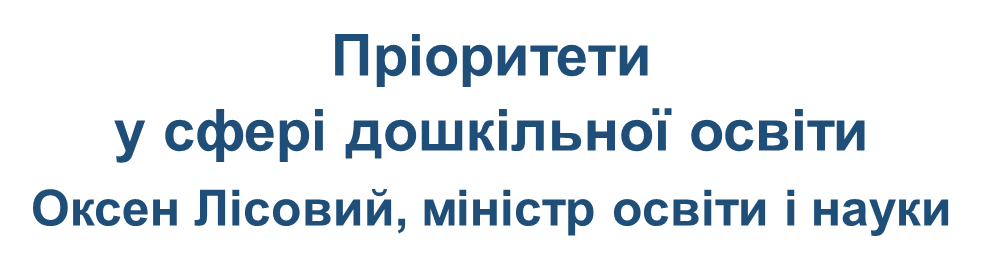 Пріоритети
у сфері дошкільної освіти
Оксен Лісовий, міністр освіти і науки